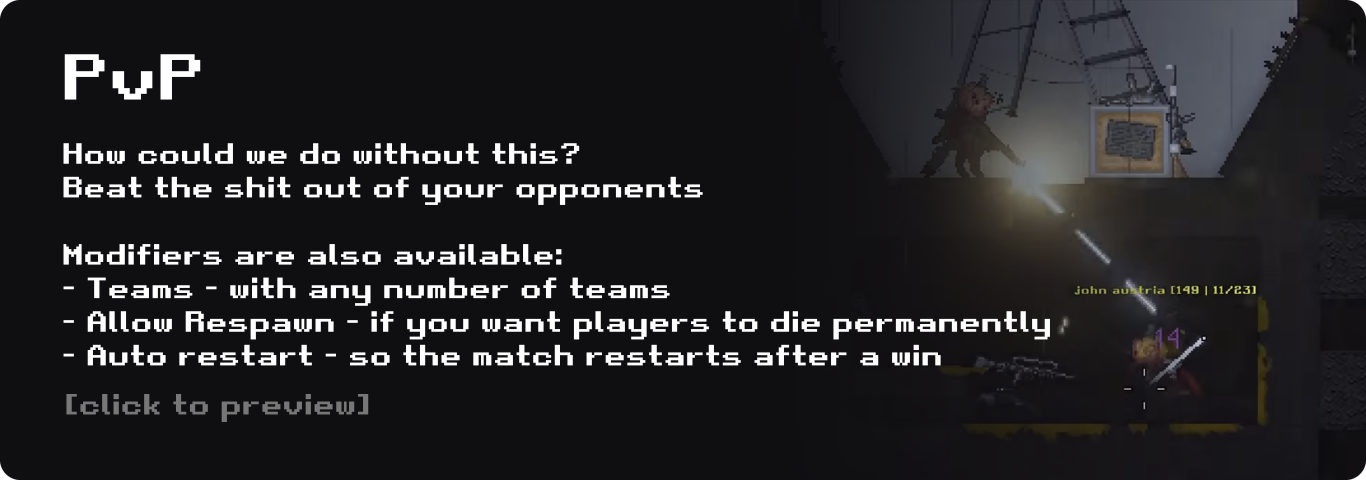 PvP
How could we do without this?
Beat the shit out of your opponents
Modifiers are also available:
- Teams - with any number of teams
- Allow Respawn - if you want players to die permanently
- Auto restart - so the match restarts after a win
[click to preview]
john austria [149 | 11/23]
14